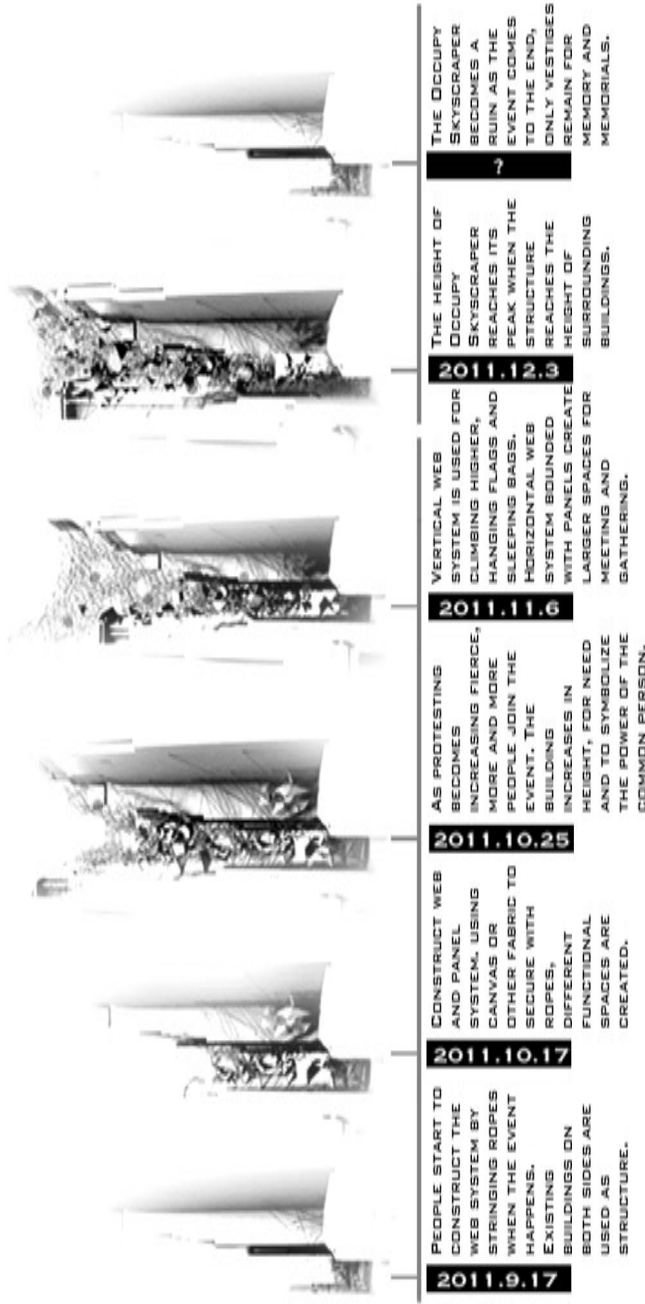 2011.9.17
PEOPLE START TO
CONSTRUCT THE
WEB SYSTEM BY
STRINGING ROPES
WHEN THE EVENT
HAPPENS.
EXISTING
BUILDINGS ON
BOTH SIDES ARE
USED AS
STRUCTURE.
2011.10.17
CONSTRUCT WEB
AND PANEL
SYSTEM. USING
CANVAS OR
OTHER FABRIC TO
SECURE WITH
ROPES,
DIFFERENT
FUNCTIONAL
SPACES ARE
CREATED.
2011.10.25
AS PROTESTING
BECOMES
INCREASING FIERCE,
MORE AND MORE
PEOPLE JOIN THE
EVENT. THE
BUILDING
INCREASES IN
HEIGHT, FOR NEED
AND TO SYMBOLIZE
THE POWER OF THE
COMMON PERSON.
2011.11.6
VERTICAL WEB
SYSTEM IS USED FOR
CLIMBING HIGHER,
HANGING FLAGS AND
SLEEPING BAGS.
HORIZONTAL WEB
SYSTEM BOUNDED
WITH PANELS CREATE
LARGER SPACES FOR
MEETING AND
GATHERING.
2011.12.3
THE HEIGHT OF
OCCUPY
SKYSCRAPER
REACHES ITS
PEAK WHEN THE
STRUCTURE
REACHES THE
HEIGHT OF
SURROUNDING
BUILDINGS.
?
THE OCCUPY
SKYSCRAPER
BECOMES A
RUIN AS THE
EVENT COMES
TO THE END,
ONLY VESTIGES
REMAIN FOR
MEMORY AND
MEMORIALS.